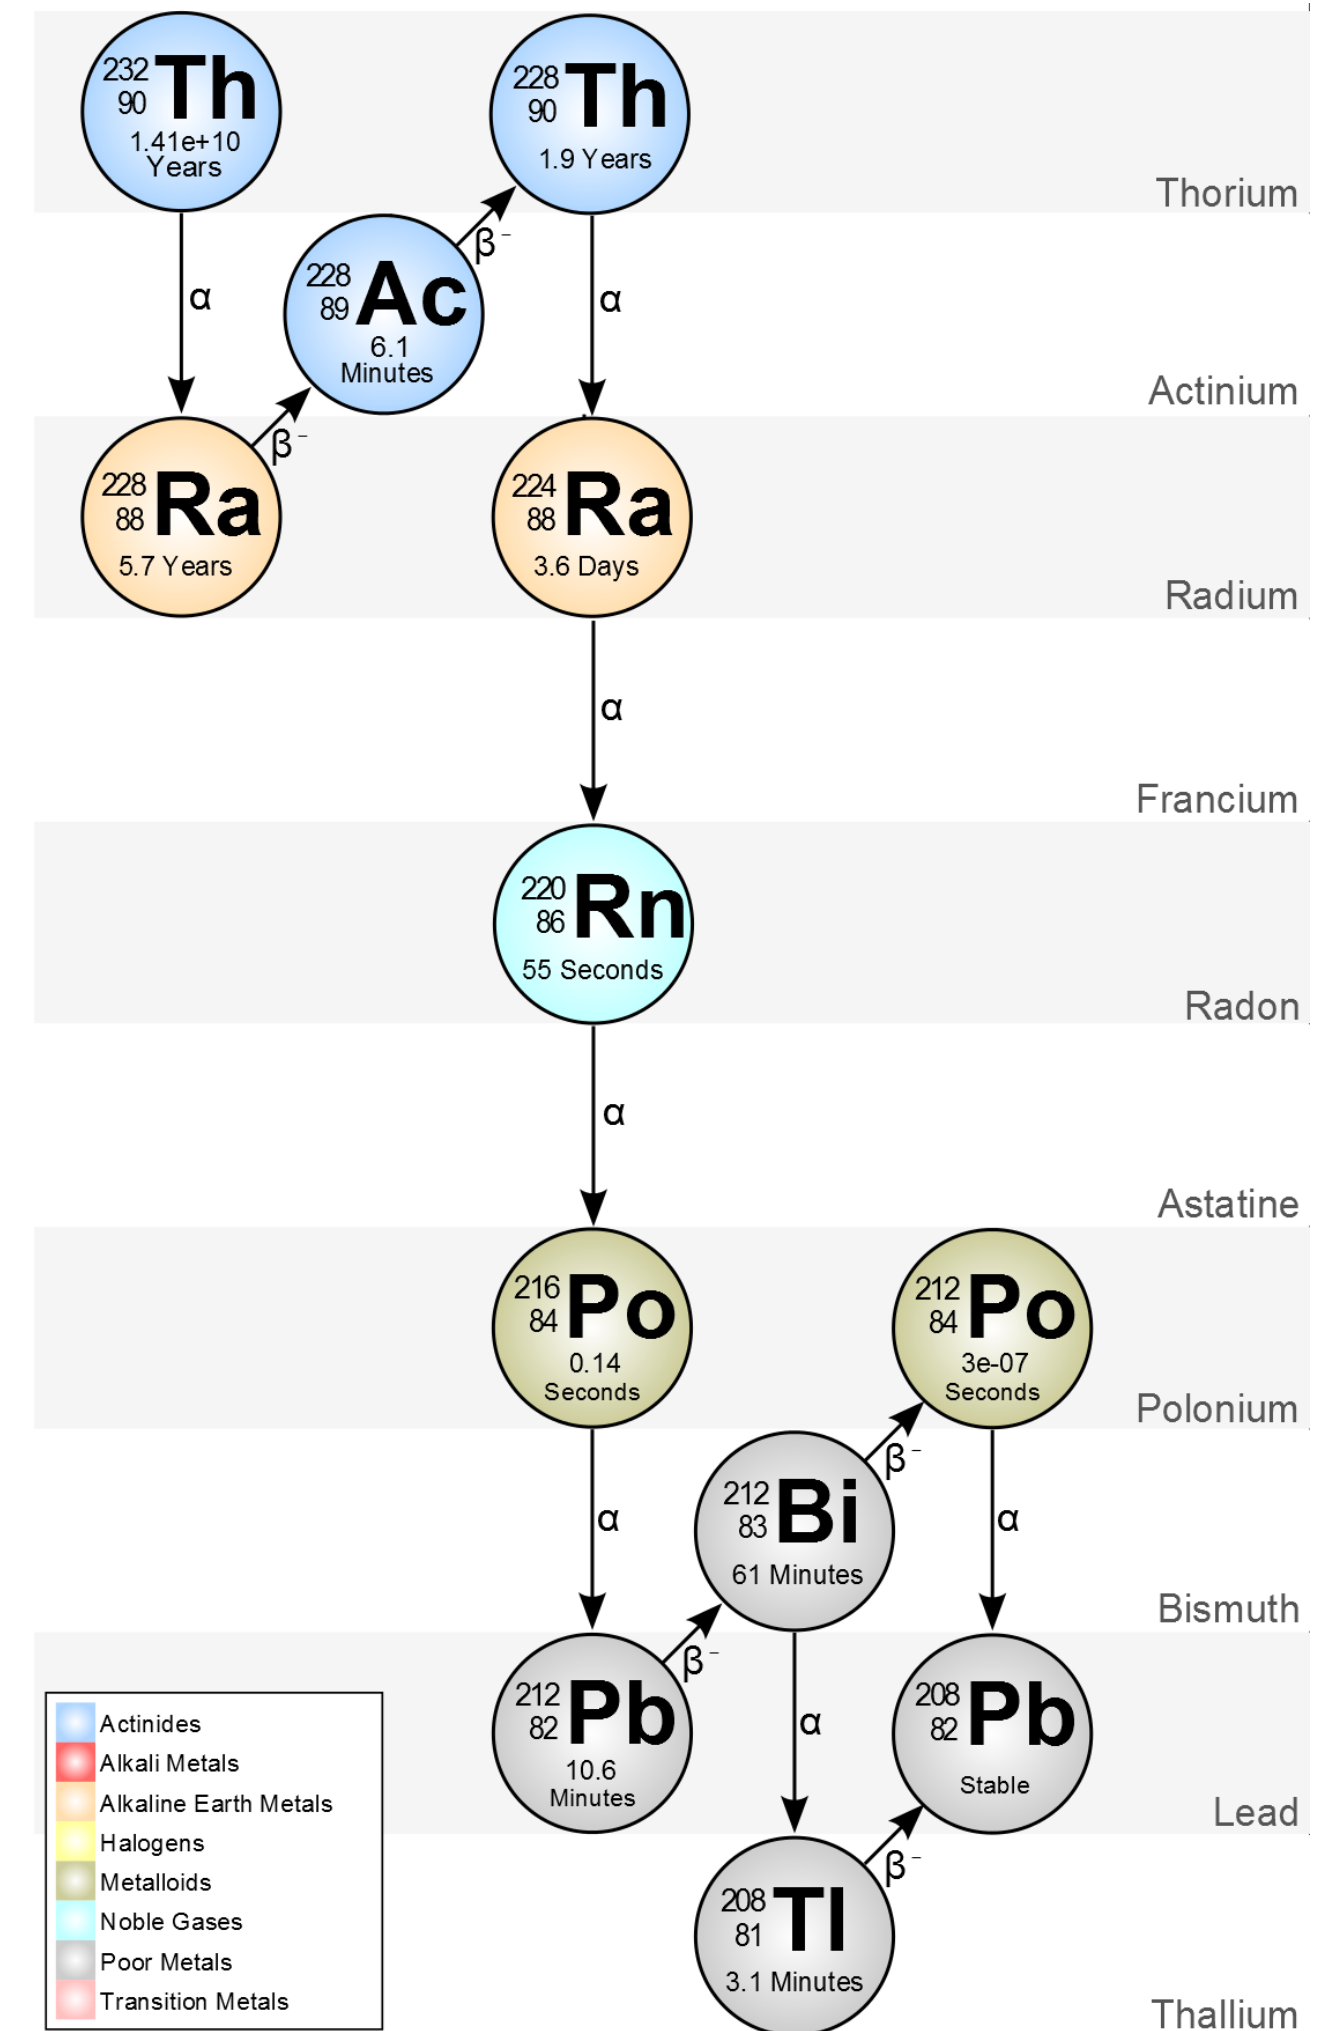 232
90
Th
1.41e+10
Years
228
90
Th
1.9 Years
Thorium
α
β⁻
228
89
Ac
6.1
Minutes
α
Actinium
β⁻
228
88
Ra
5.7 Years
224
88
Ra
3.6 Days
Radium
α
Francium
220
86
Rn
55 Seconds
Radon
α
Astatine
216
84
Po
0.14
Seconds
212
84
Po
3e-07
Seconds
Polonium
α
212
83
Bi
61 Minutes
β⁻
α
Bismuth
212
82
Pb
10.6
Minutes
β⁻
α
208
82
Pb
Stable
Lead
208
81
Tl
3.1 Minutes
β⁻
Thallium
Actinides
Alkali Metals
Alkaline Earth Metals
Halogens
Metalloids
Noble Gases
Poor Metals
Transition Metals